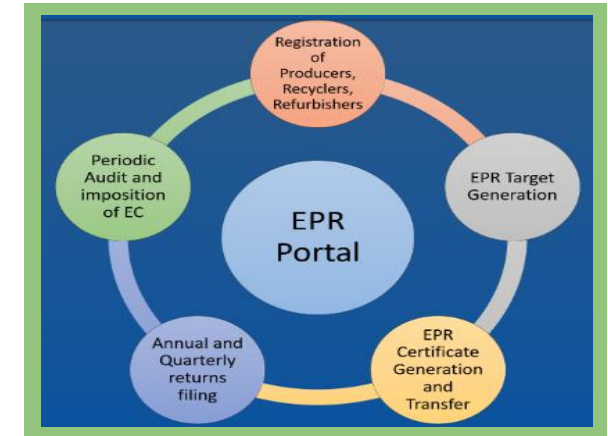 Registration
of
Producers,
Recyclers,
Refurbishers
EPR Target
Generation
EPR
Certificate
Generation
and
Transfer
Annual and
Quarterly
returns
filing
Periodic
Audit and
imposition
of EC
EPR
Portal